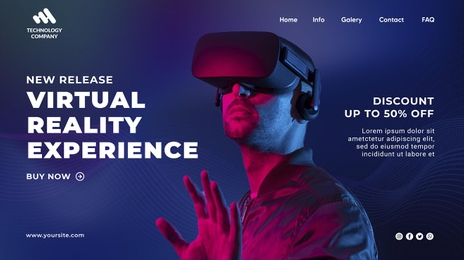 TECHNOLOGY
COMPANY
Home Info Galery Contact FAQ
NEW RELEASE
VIRTUAL
REALITY
EXPERIENCE
BUY NOW
DISCOUNT
UP TO 50% OFF
Lorem ipsum dolor sit
ametetur adipiscing elit,
sed do eiusmod tempor
incididunt ut labore et
www.yoursite.com